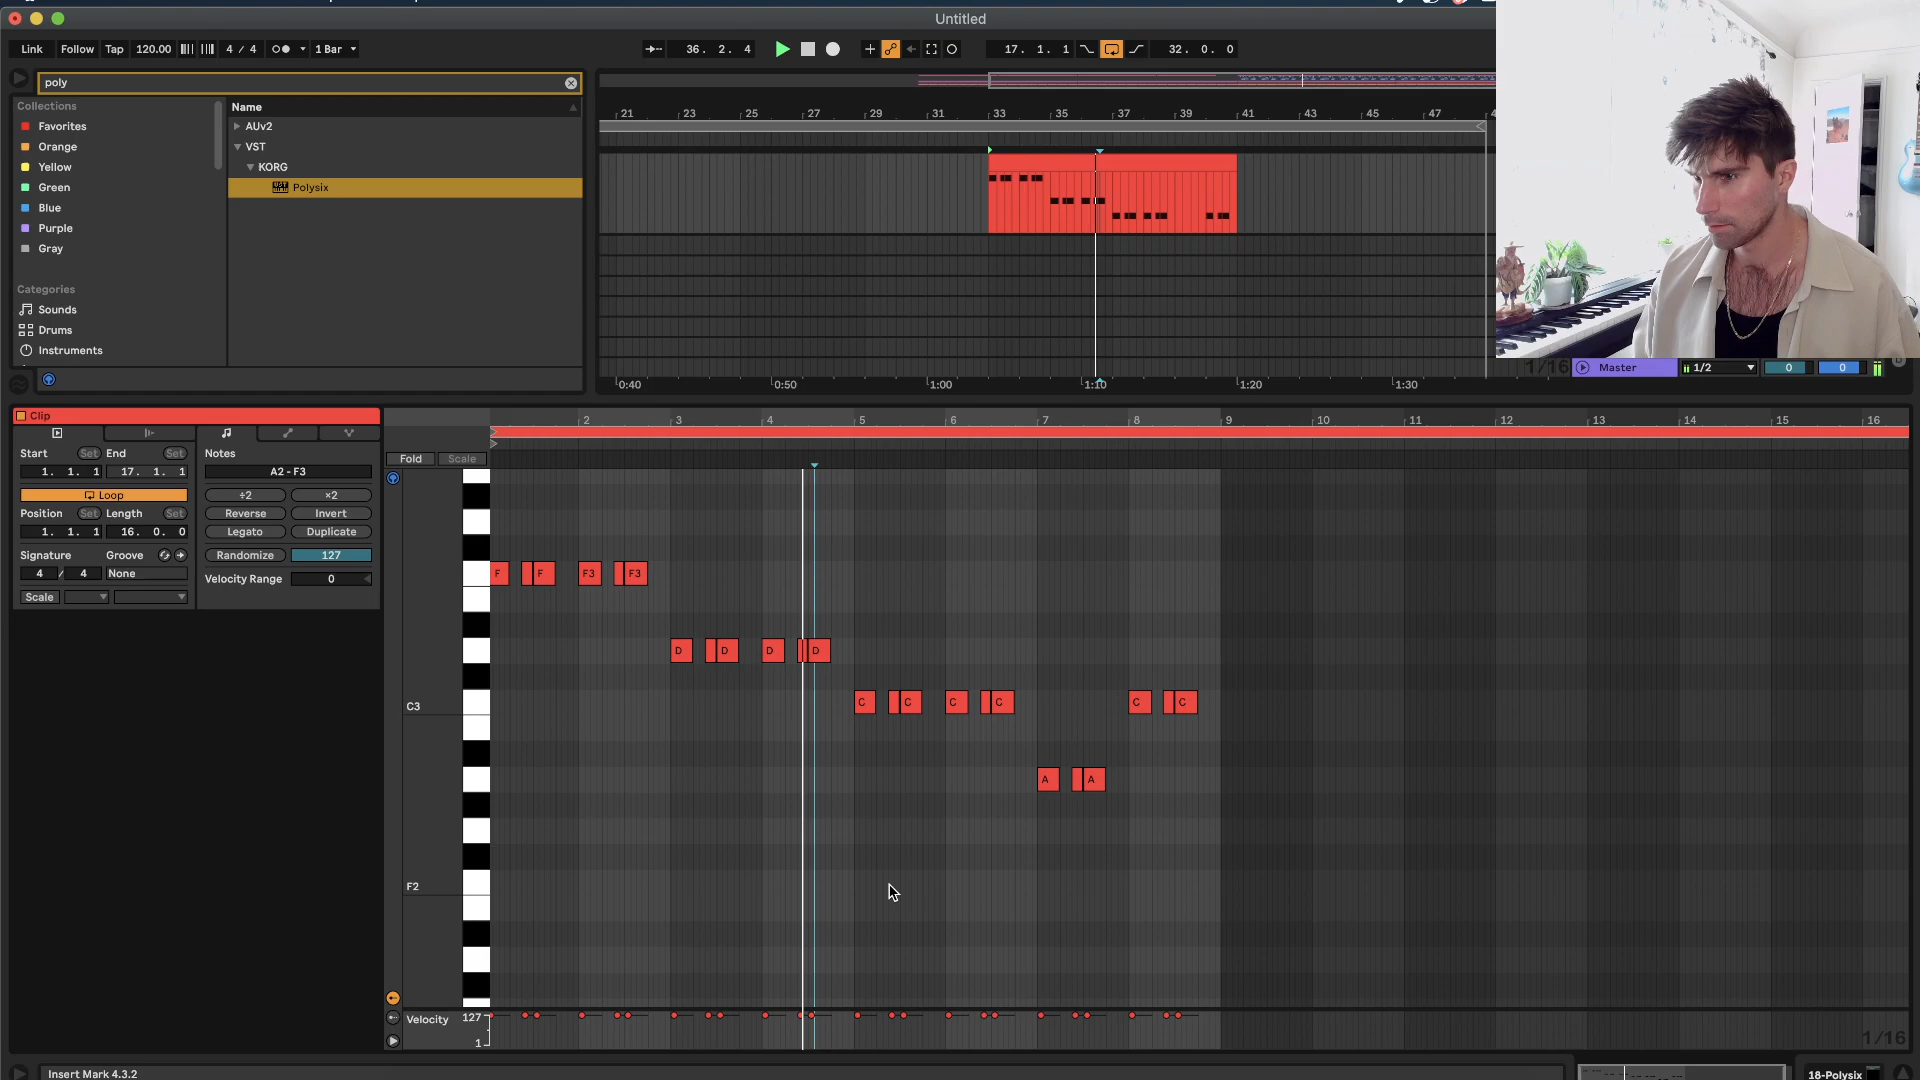 Untitled
Link Follow Tap 120.00 4 / 4 1 Bar 36. 2. 4 17. 1. 1 32. 0. 0
poly
Collections
Favorites
Orange
Yellow
Green
Blue
Purple
Gray
Categories
Sounds
Drums
Instruments
Name
AUv2
VST
KORG
Polysix
21 23 25 27 29 31 33 35 37 39 41 43 45 47
0:40 0:50 1:00 1:10 1:20 1:30
1/16
Master 1/2 0 0
Clip
Start Set End Set
1. 1. 1 17. 1. 1
Loop
Position Set Length Set
1. 1. 1 16. 0. 0
Signature Groove
4 / 4 None
Scale
Notes
A2 - F3
÷2 ×2
Reverse Invert
Legato Duplicate
Randomize 127
Velocity Range 0
2 3 4 5 6 7 8 9 10 11 12 13 14 15 16
Fold Scale
F F F3 F3
D D D D
C3
C C C C C C
A A
F2
Velocity 127
1
1/16
Insert Mark 4.3.2
18-Polysix